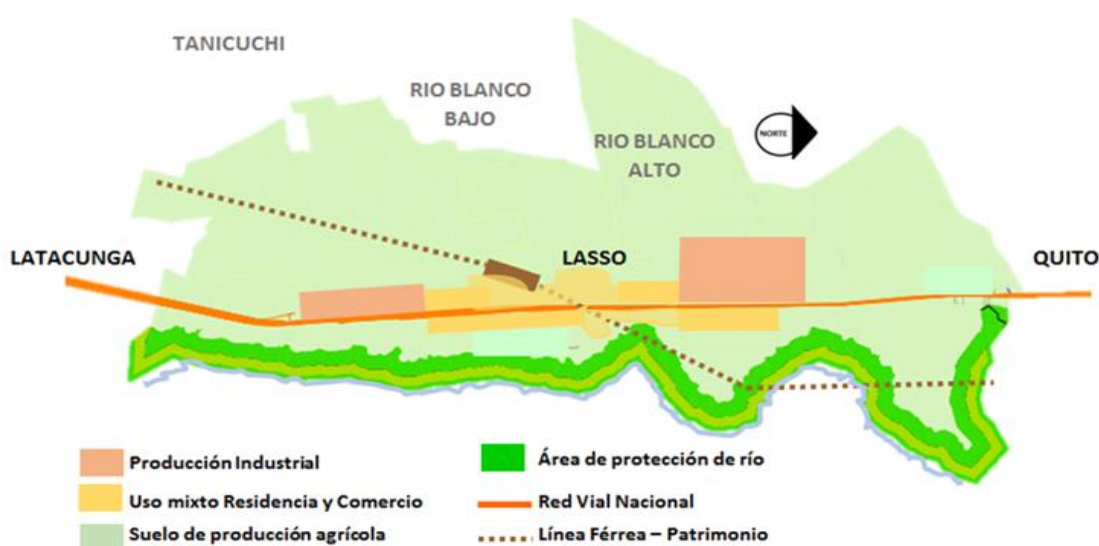 TANICUCHI
RIO BLANCO
BAJO
NORTE
RIO BLANCO
ALTO
LATACUNGA
LASSO
QUITO
Producción Industrial
Área de protección de río
Uso mixto Residencia y Comercio
Red Vial Nacional
Suelo de producción agrícola
Línea Férrea – Patrimonio